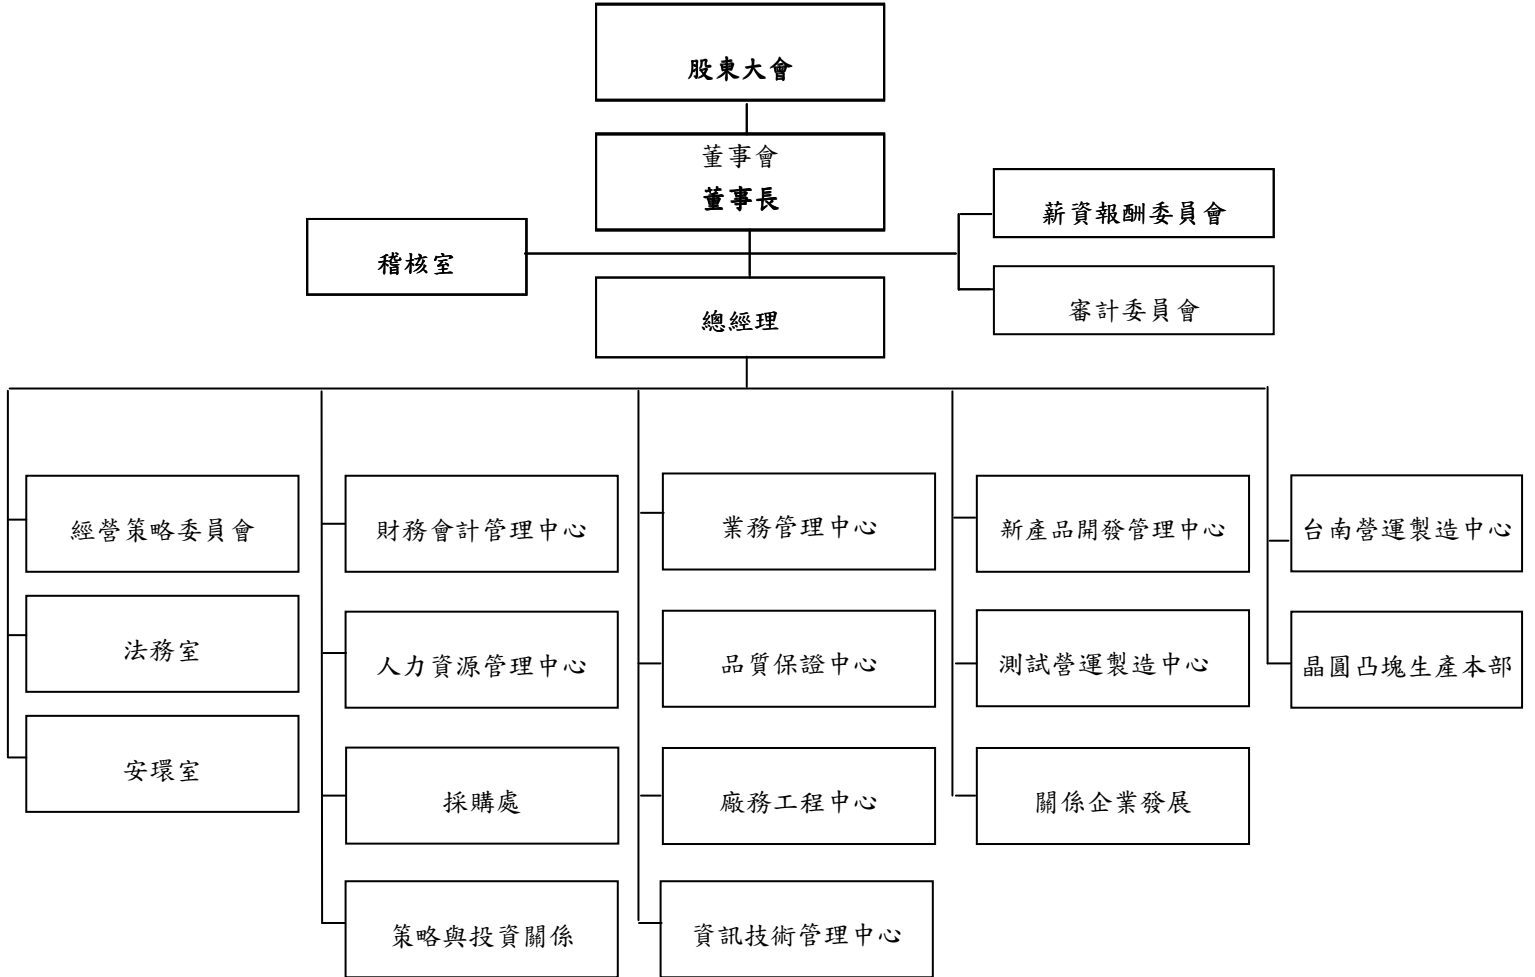 股東大會
董事會
董事長
薪資報酬委員會
稽核室
審計委員會
總經理
經營策略委員會
財務會計管理中心
業務管理中心
新產品開發管理中心
台南營運製造中心
法務室
人力資源管理中心
品質保證中心
測試營運製造中心
晶圓凸塊生產本部
安環室
採購處
廠務工程中心
關係企業發展
策略與投資關係
資訊技術管理中心